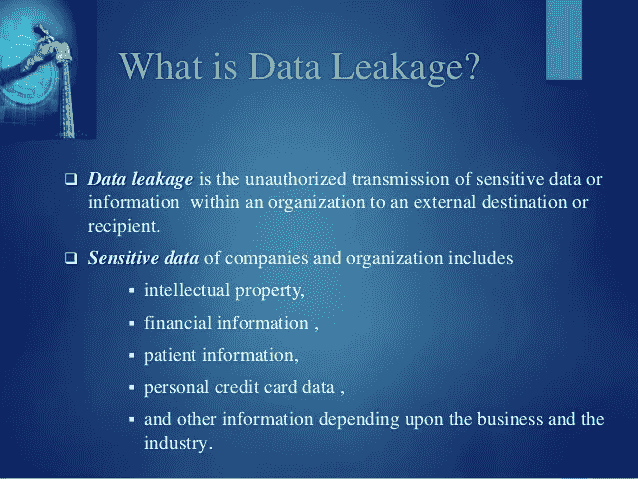 What is Data Leakage?
Data leakage is the unauthorized transmission of sensitive data or
information within an organization to an external destination or
recipient.
Sensitive data of companies and organization includes
intellectual property,
financial information ,
patient information,
personal credit card data ,
and other information depending upon the business and the
industry.